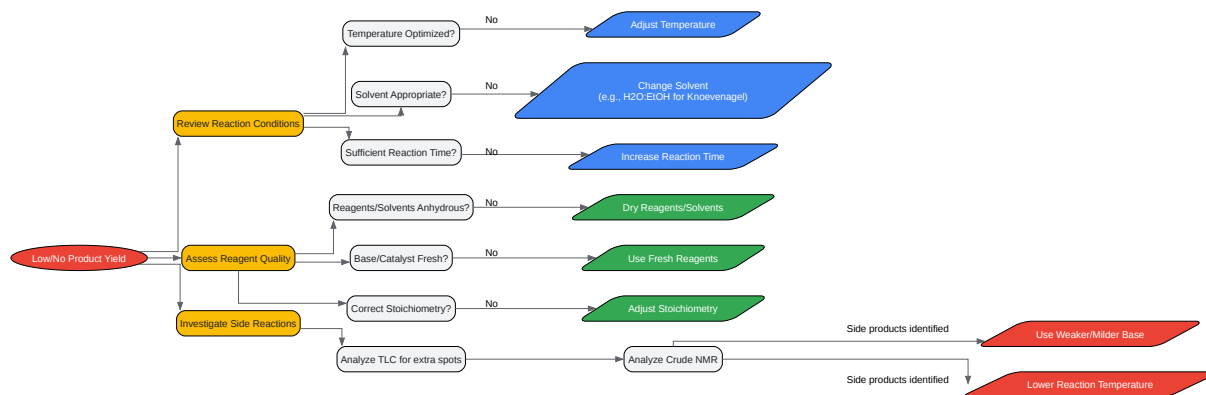 No
Temperature Optimized?
Adjust Temperature
No
Solvent Appropriate?
Change Solvent
(e.g., H2O:EtOH for Knoevenagel)
Review Reaction Conditions
No
Sufficient Reaction Time?
Increase Reaction Time
No
Reagents/Solvents Anhydrous?
Dry Reagents/Solvents
No
Low/No Product Yield
Assess Reagent Quality
Base/Catalyst Fresh?
Use Fresh Reagents
No
Correct Stoichiometry?
Adjust Stoichiometry
Investigate Side Reactions
Side products identified
Use Weaker/Milder Base
Analyze TLC for extra spots
Analyze Crude NMR
Side products identified
Lower Reaction Temperature